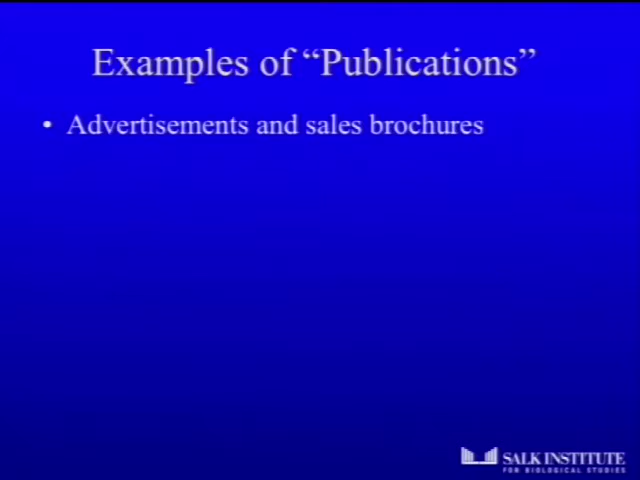 Examples of “Publications”
• Advertisements and sales brochures
SALK INSTITUTE
FOR BIOLOGICAL STUDIES